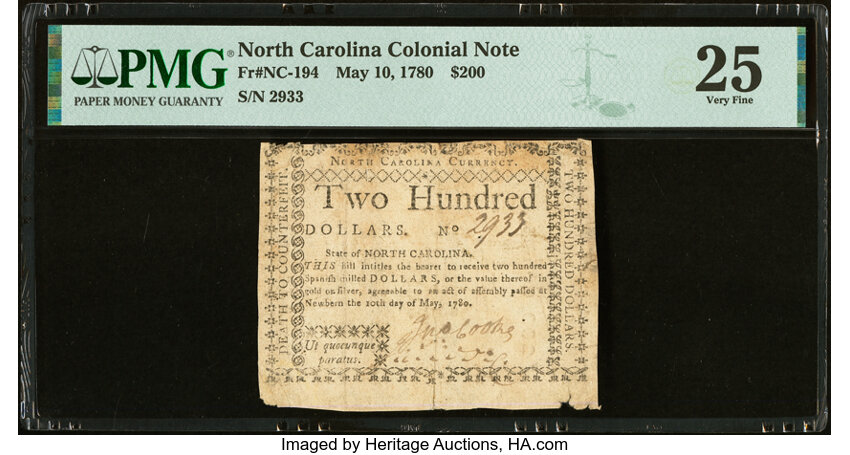 PMG®
PAPER MONEY GUARANTY
North Carolina Colonial Note
Fr#NC-194 May 10, 1780 $200
S/N 2933
25
Very Fine
NORTH CAROLINA CURRENCY.
Two Hundred
DOLLARS. No 2933
State of NORTH CAROLINA.
THIS Bill intitles the bearer to receive two hundred
Spanish milled DOLLARS, or the value thereof in
gold or silver, agreeable to an act of assembly passed at
Newbern the 10th day of May, 1780.
Ut quocunque
paratus.
DEATH TO COUNTERFEIT.
TWO HUNDRED DOLLARS.
Imaged by Heritage Auctions, HA.com